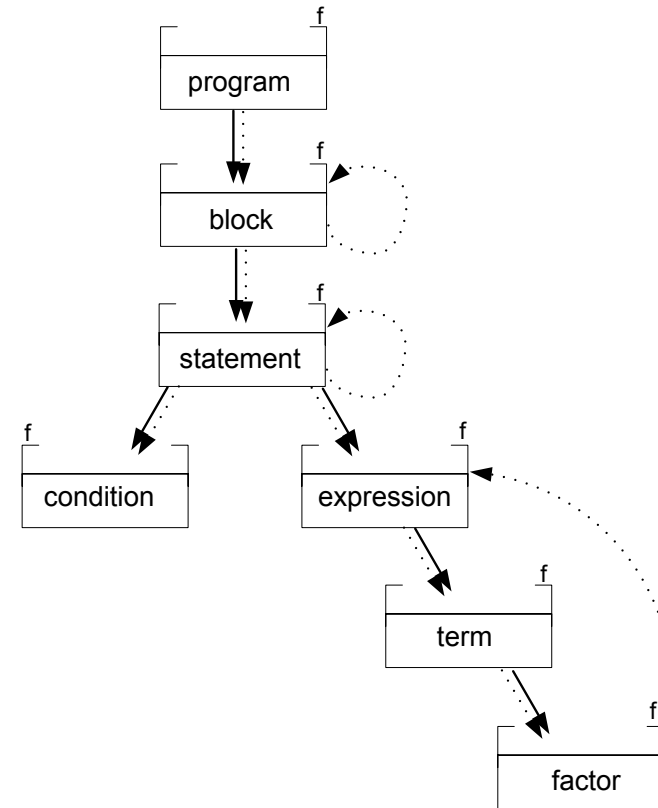 f
program
f
block
f
statement
f
condition
f
expression
f
term
f
factor